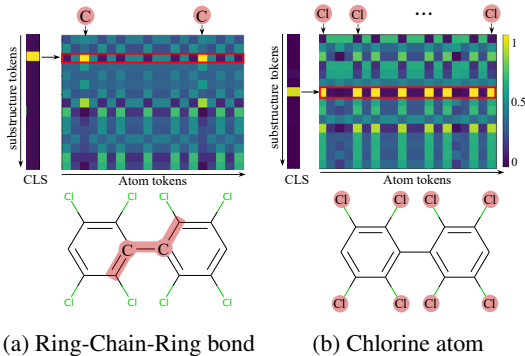 C C
substructure tokens
CLS
Atom tokens
Cl Cl Cl Cl
C C
Cl Cl Cl Cl
(a) Ring-Chain-Ring bond
Cl Cl ... Cl
substructure tokens
CLS
Atom tokens
1
0.5
0
Cl Cl Cl Cl
Cl Cl Cl Cl
(b) Chlorine atom